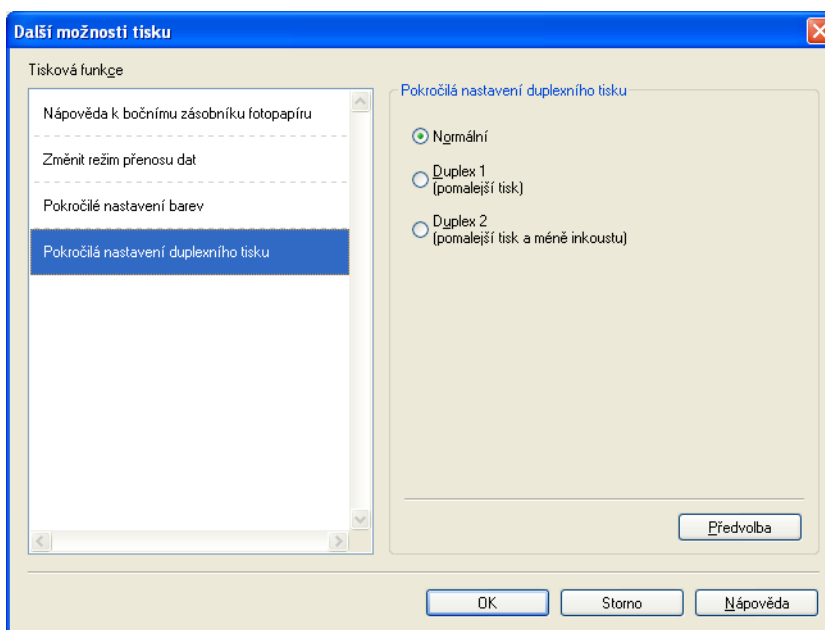 Další možnosti tisku
Tisková funkce
Nápověda k bočnímu zásobníku fotopapíru
Změnit režim přenosu dat
Pokročilé nastavení barev
Pokročilá nastavení duplexního tisku
Pokročilá nastavení duplexního tisku
Normální
Duplex 1
(pomalejší tisk)
Duplex 2
(pomalejší tisk a méně inkoustu)
Předvolba
OK
Storno
Nápověda